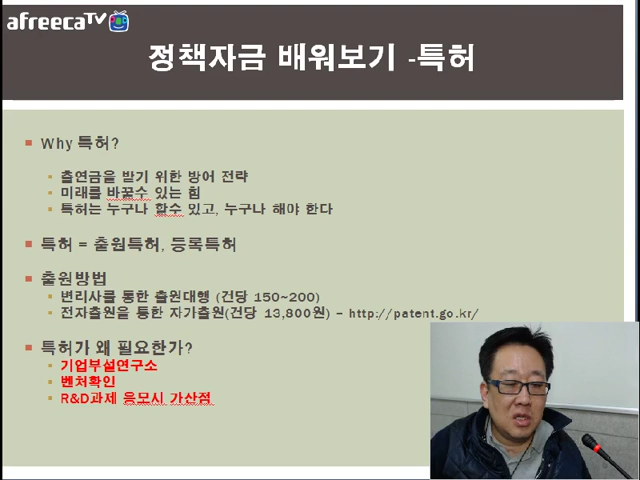 afreecaTV
정책자금 배워보기 -특허
Why 특허?
출연금을 받기 위한 방어 전략
미래를 바꿀수 있는 힘
특허는 누구나 할수 있고, 누구나 해야 한다
특허 = 출원특허, 등록특허
출원방법
변리사를 통한 출원대행 (건당 150~200)
전자출원을 통한 자가출원(건당 13,800원) – http://patent.go.kr/
특허가 왜 필요한가?
기업부설연구소
벤처확인
R&D과제 응모시 가산점